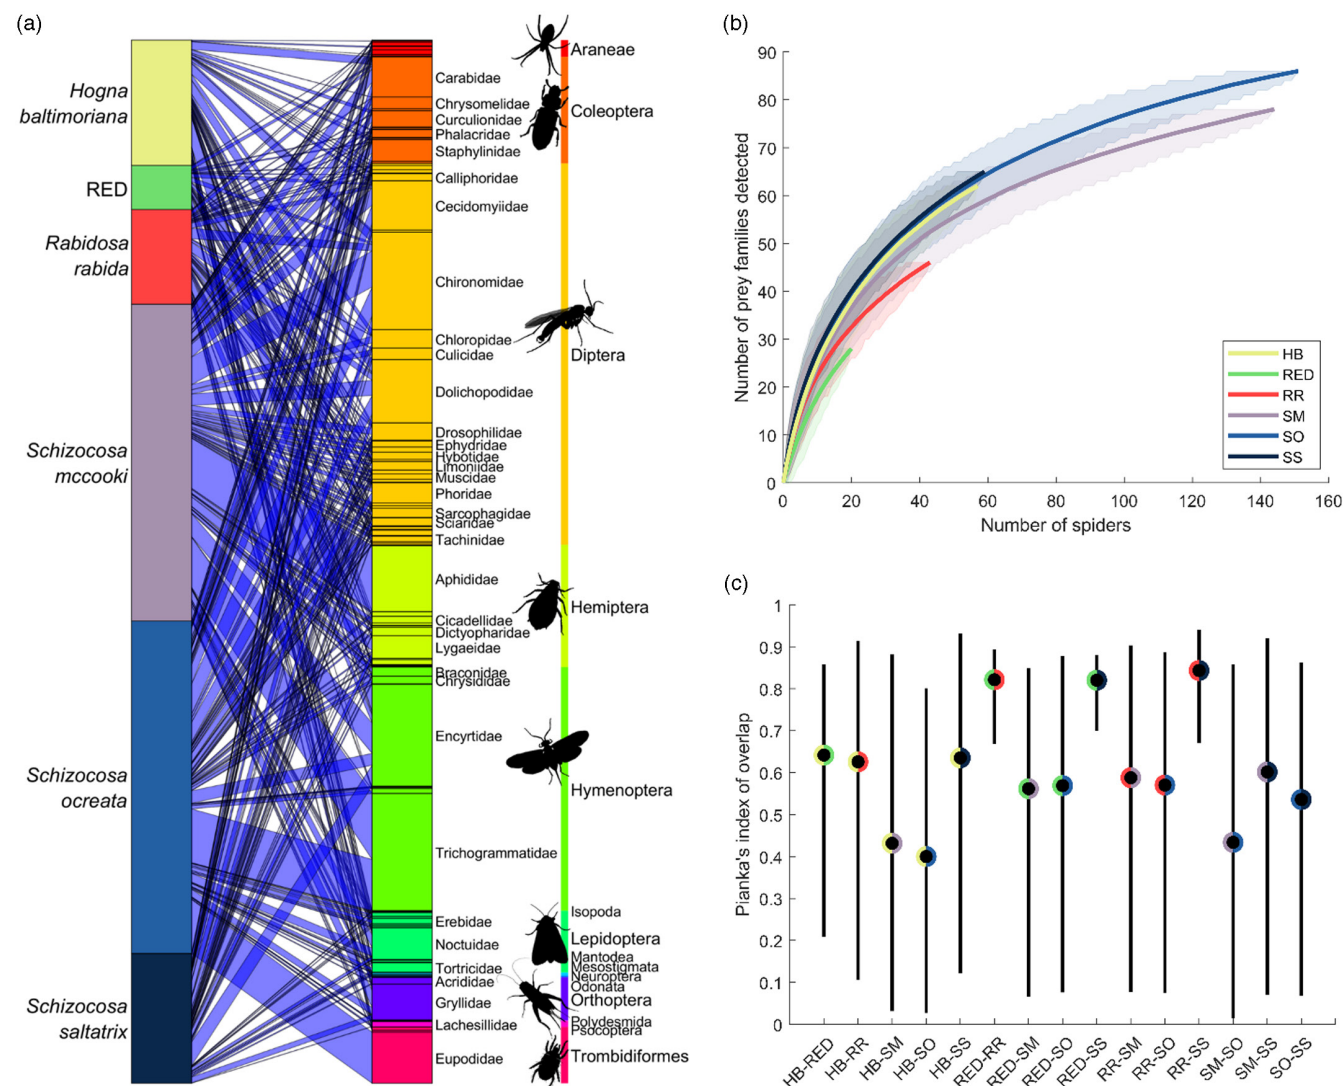 (a)
Hogna
baltimoriana
RED
Rabidosa
rabida
Schizocosa
mccooki
Schizocosa
ocreata
Schizocosa
saltatrix
Carabidae
Chrysomelidae
Curculionidae
Phalacridae
Staphylinidae
Calliphoridae
Cecidomyiidae
Chironomidae
Chloropidae
Culicidae
Dolichopodidae
Drosophilidae
Ephydridae
Hybotidae
Limoniidae
Muscidae
Phoridae
Sarcophagidae
Sciaridae
Tachinidae
Aphididae
Cicadellidae
Dictyopharidae
Lygaeidae
Braconidae
Chrysididae
Encyrtidae
Trichogrammatidae
Erebidae
Noctuidae
Tortricidae
Acrididae
Gryllidae
Lachesillidae
Eupodidae
Araneae
Coleoptera
Diptera
Hemiptera
Hymenoptera
Isopoda
Lepidoptera
Mantodea
Mesostigmata
Neuroptera
Odonata
Orthoptera
Polydesmida
Psocoptera
Trombidiformes
(b)
Number of prey families detected
90
80
70
60
50
40
30
20
10
0
0 20 40 60 80 100 120 140 160
Number of spiders
HB
RED
RR
SM
SO
SS
(c)
Pianka's index of overlap
1
0.9
0.8
0.7
0.6
0.5
0.4
0.3
0.2
0.1
0
HB-RED
HB-RR
HB-SM
HB-SO
HB-SS
RED-RR
RED-SM
RED-SO
RED-SS
RR-SM
RR-SO
RR-SS
SM-SO
SM-SS
SO-SS